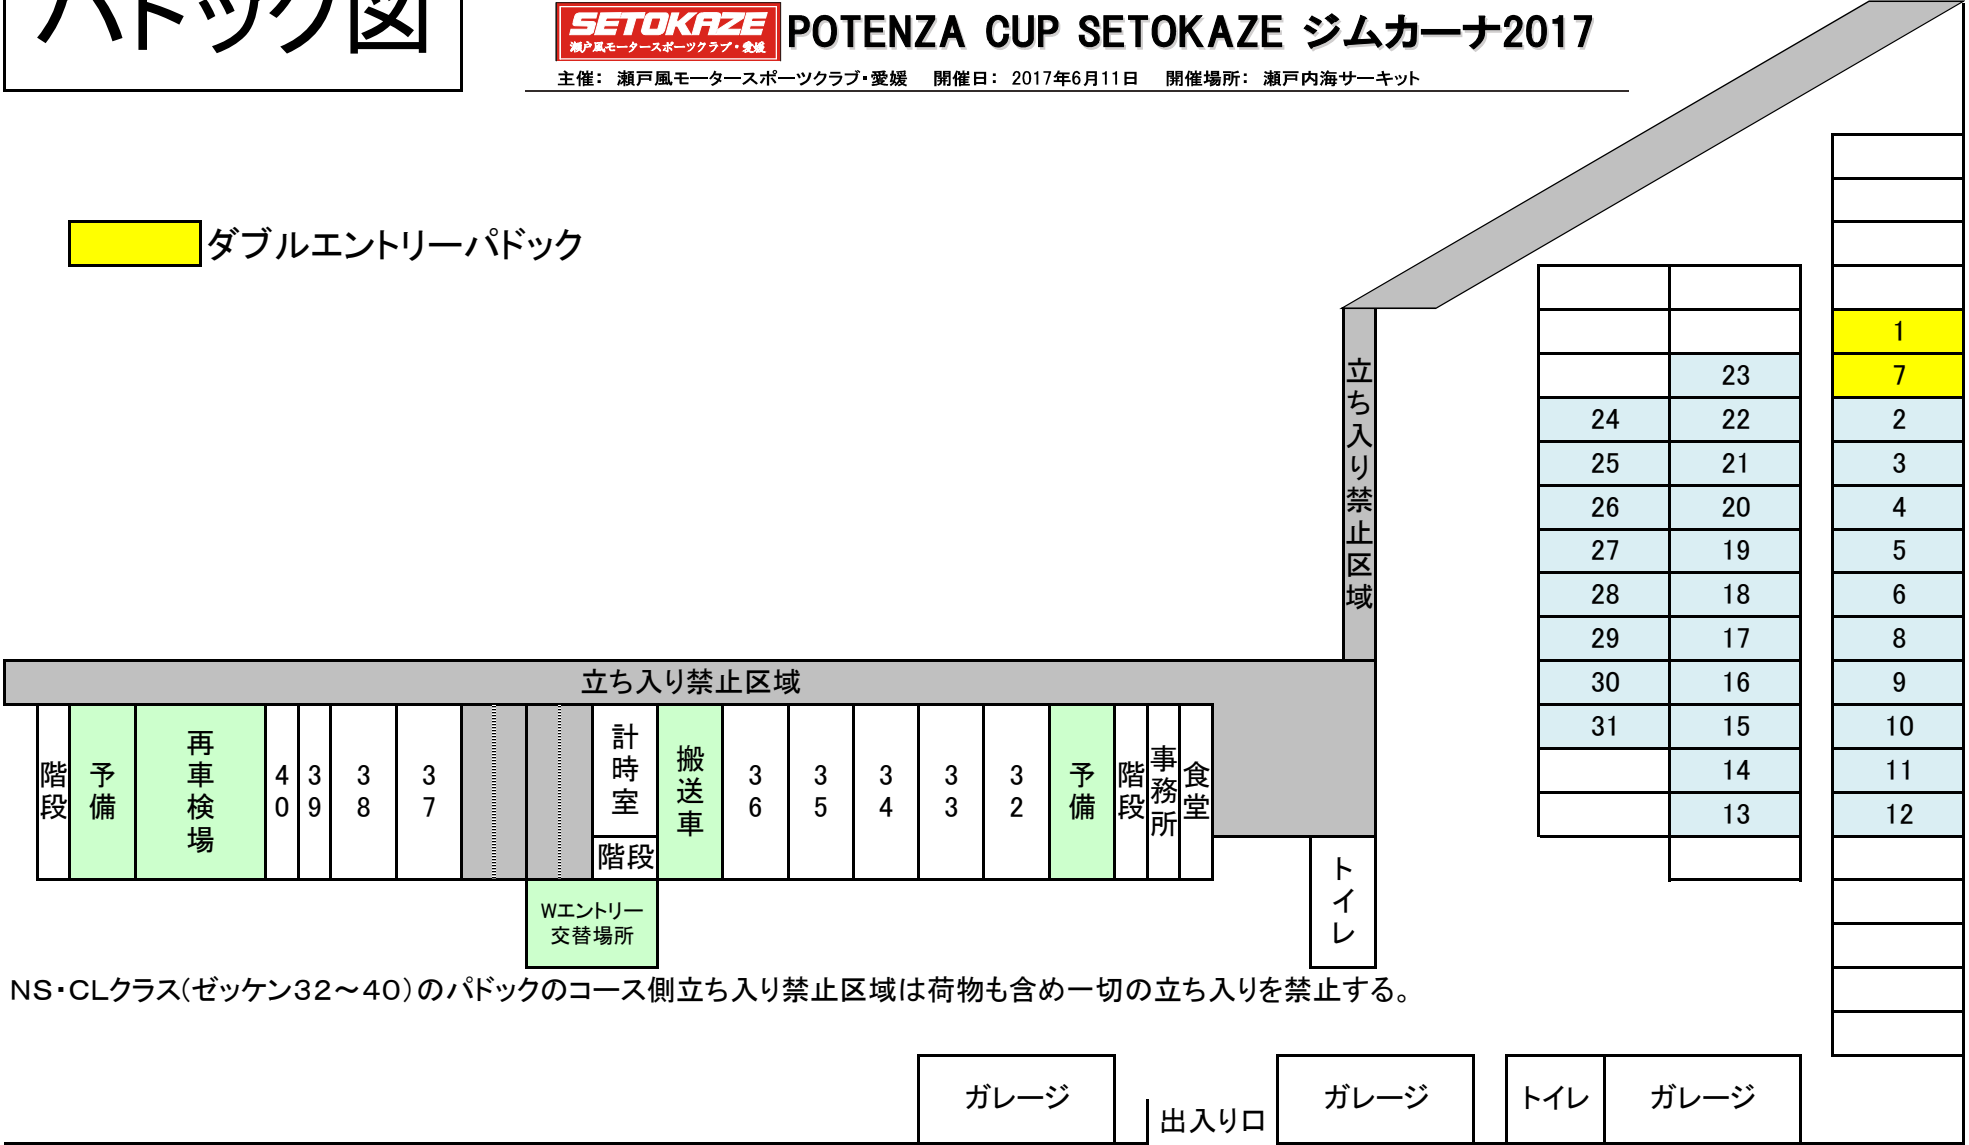 パドック図
SETOKAZE
瀬戸風モータースポーツクラブ・愛媛
POTENZA CUP SETOKAZE ジムカーナ2017
主催： 瀬戸風モータースポーツクラブ・愛媛 開催日： 2017年6月11日 開催場所： 瀬戸内海サーキット
ダブルエントリーパドック
立ち入り禁止区域
1
23
7
24
22
2
25
21
3
26
20
4
27
19
5
28
18
6
29
17
8
30
16
9
31
15
10
14
11
13
12
立ち入り禁止区域
階段
予備
再車検場
40
39
38
37
計時室
階段
搬送車
36
35
34
33
32
予備
階段
事務所
食堂
トイレ
Wエントリー
交替場所
NS・CLクラス(ゼッケン32～40)のパドックのコース側立ち入り禁止区域は荷物も含め一切の立ち入りを禁止する。
ガレージ
出入り口
ガレージ
トイレ
ガレージ